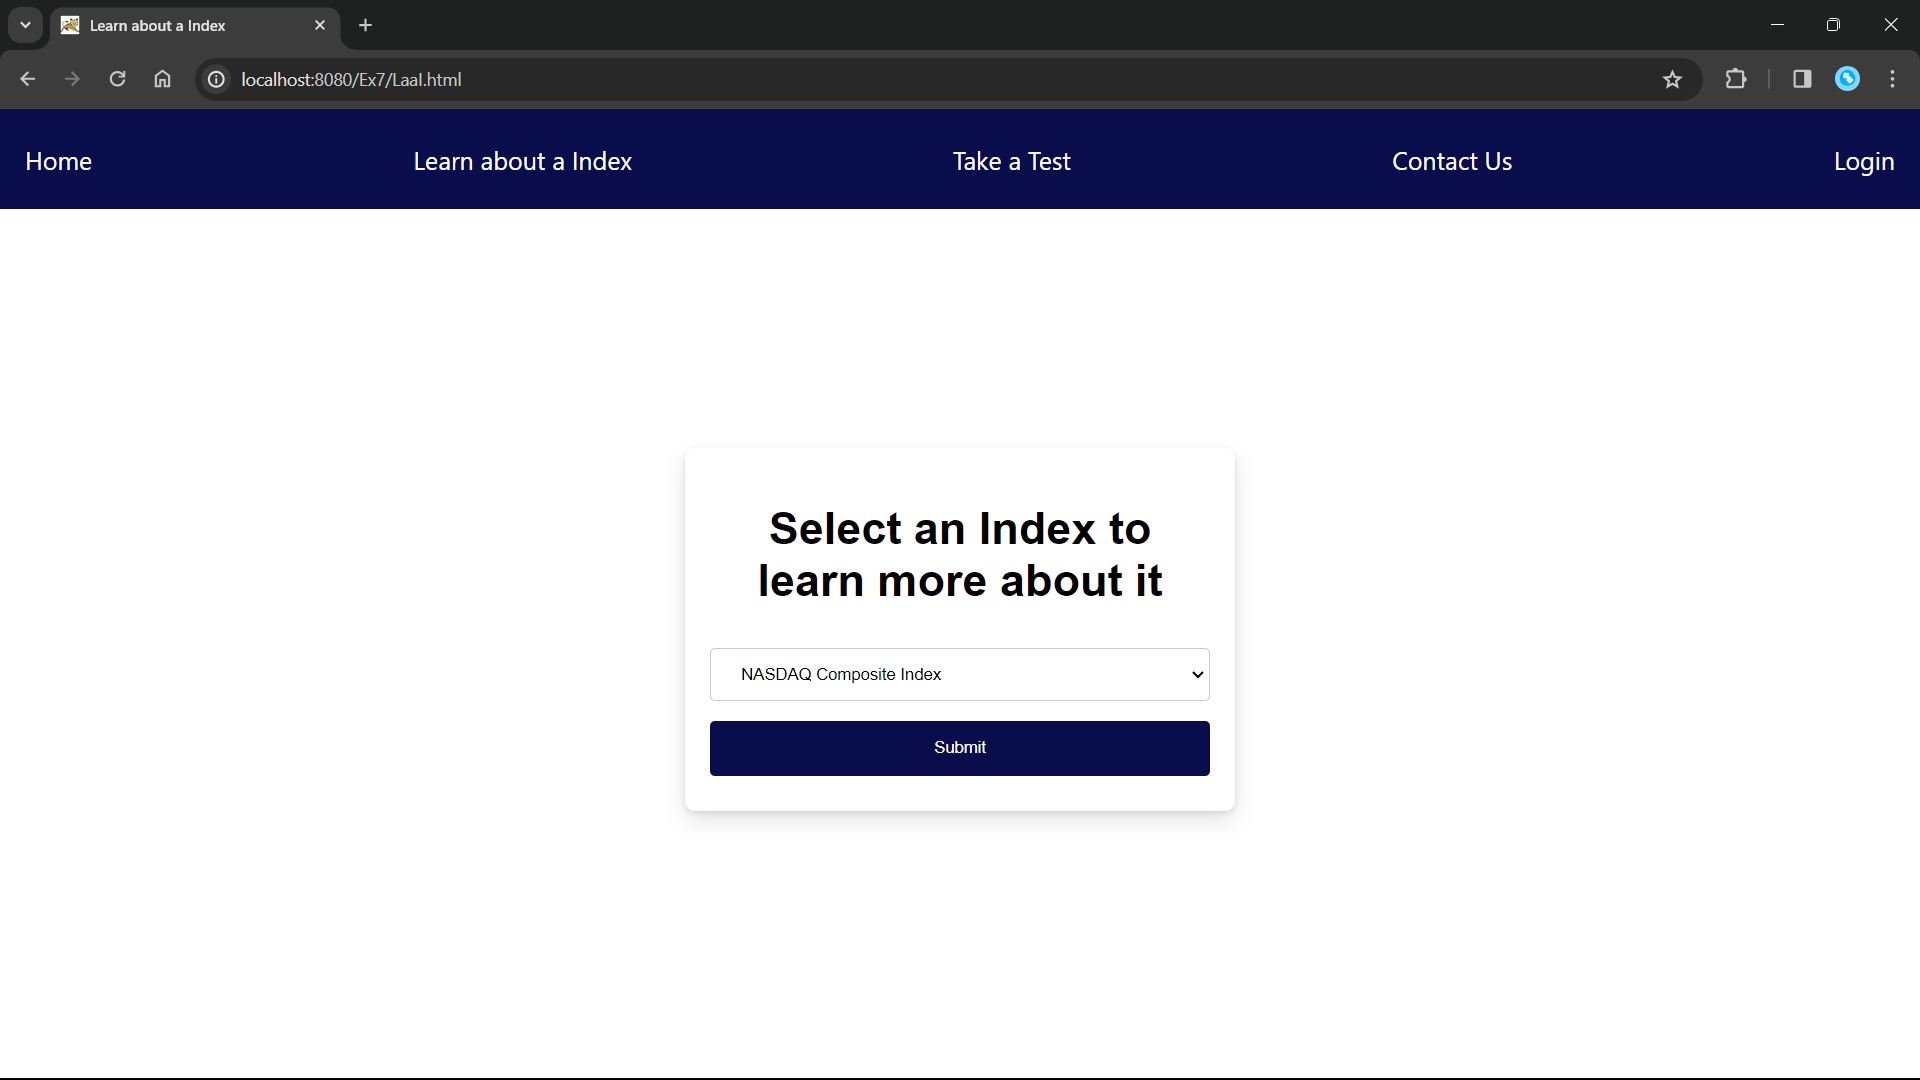 Learn about a Index
localhost:8080/Ex7/Laal.html
Home Learn about a Index Take a Test Contact Us Login
Select an Index to
learn more about it
NASDAQ Composite Index
Submit